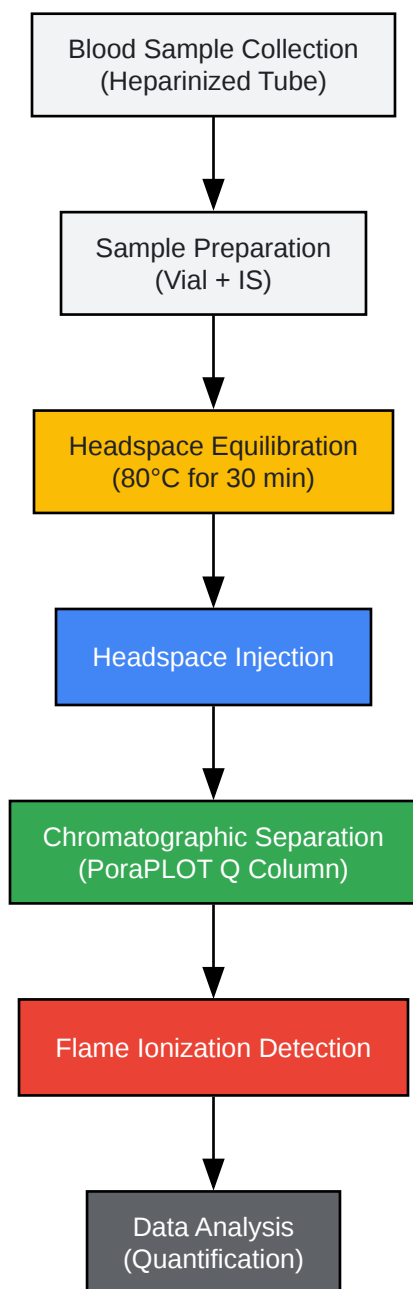 Blood Sample Collection
(Heparinized Tube)
Sample Preparation
(Vial + IS)
Headspace Equilibration
(80°C for 30 min)
Headspace Injection
Chromatographic Separation
(PoraPLOT Q Column)
Flame Ionization Detection
Data Analysis
(Quantification)